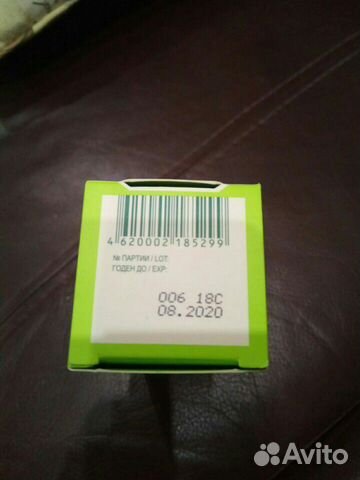 4 620002 185299
№ ПАРТИИ / LOT:
ГОДЕН ДО / EXP:
006 18C
08.2020
Avito